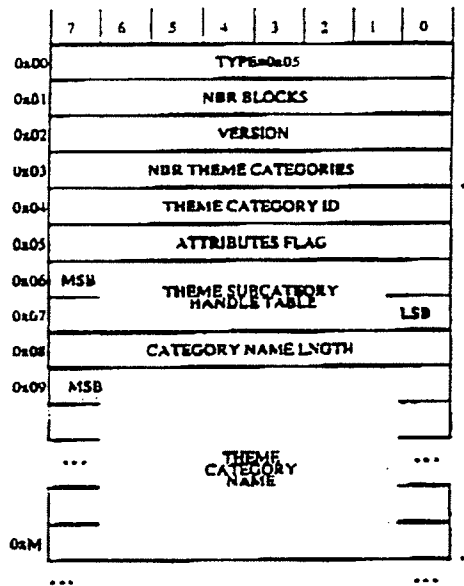 7 6 5 4 3 2 1 0
0x00 TYPE=0x05
0x01 NBR BLOCKS
0x02 VERSION
0x03 NBR THEME CATEGORIES
0x04 THEME CATEGORY ID
0x05 ATTRIBUTES FLAG
0x06 MSB
THEME SUBCATEGORY
HANDLE TABLE
0x07 LSB
0x08 CATEGORY NAME LNGTH
0x09 MSB
... THEME ...
CATEGORY
NAME
0xM
... ...